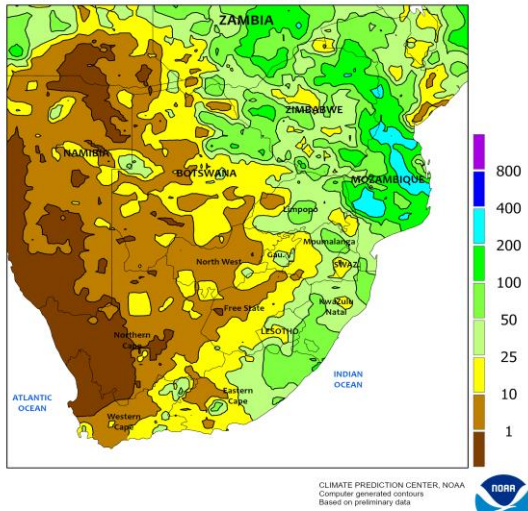 ZAMBIA
ZIMBABWE
NAMIBIA
BOTSWANA
MOZAMBIQUE
Limpopo
Moumalanga
Gau.
North West
SWAZ.
Free State
KwaZulu
Natal
LESOTHO
Northern
Cape
Eastern
Cape
Western
Cape
ATLANTIC
OCEAN
INDIAN
OCEAN
800
400
200
100
50
25
10
1
CLIMATE PREDICTION CENTER, NOAA
Computer generated contours
Based on preliminary data
NOAA